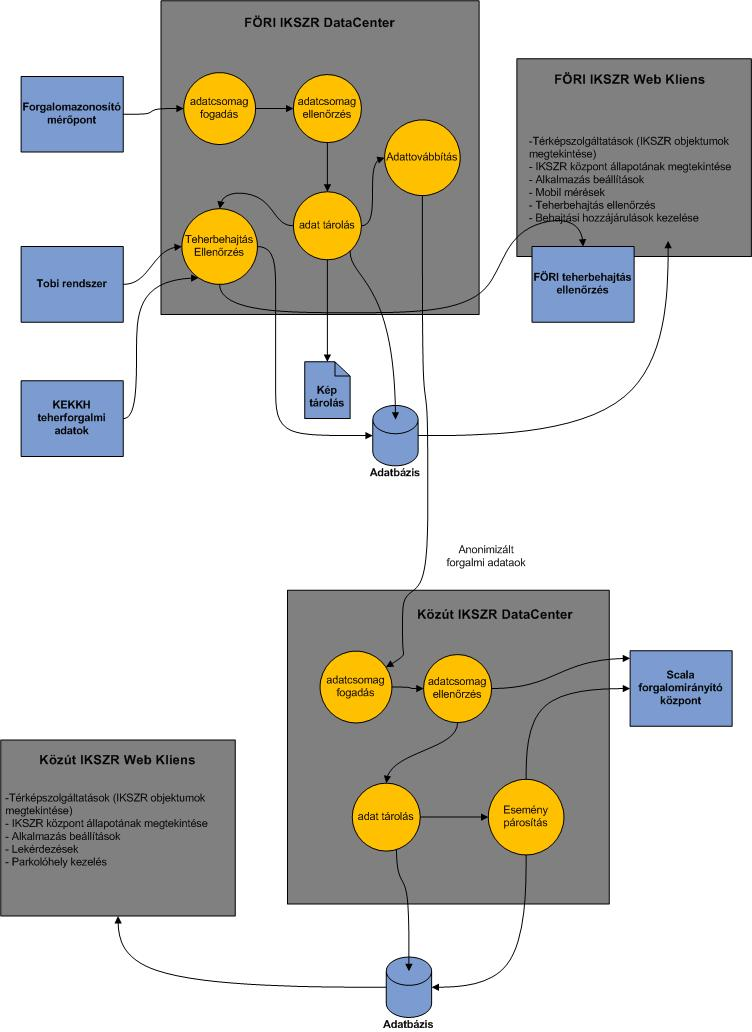 FÖRI IKSZR DataCenter
Forgalomazonosító
mérőpont
adatcsomag
fogadás
adatcsomag
ellenőrzés
Adattovábbítás
Teherbehajtás
Ellenőrzés
adat tárolás
Tobi rendszer
KEKKH
teherforgalmi
adatok
Kép
tárolás
Adatbázis
FÖRI IKSZR Web Kliens
-Térképszolgáltatások (IKSZR objektumok
megtekintése)
- IKSZR központ állapotának megtekintése
- Alkalmazás beállítások
- Mobil mérések
- Teherbehajtás ellenőrzés
- Behajtási hozzájárulások kezelése
FÖRI teherbehajtás
ellenőrzés
Anonimizált
forgalmi adataok
Közút IKSZR DataCenter
adatcsomag
fogadás
adatcsomag
ellenőrzés
adat tárolás
Esemény
párosítás
Scala
forgalomirányító
központ
Közút IKSZR Web Kliens
-Térképszolgáltatások (IKSZR objektumok
megtekintése)
- IKSZR központ állapotának megtekintése
- Alkalmazás beállítások
- Lekérdezések
- Parkolóhely kezelés
Adatbázis